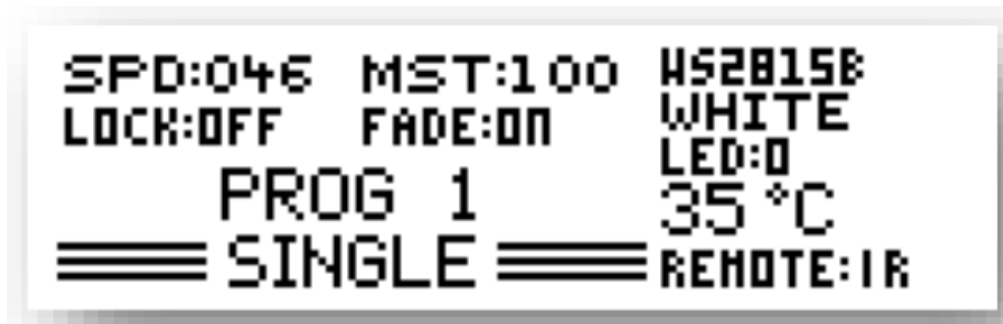 SPD:046 MST:100
LOCK:OFF FADE:ON
PROG 1
SINGLE
WS2815B
WHITE
LED:0
35 °C
REMOTE:IR